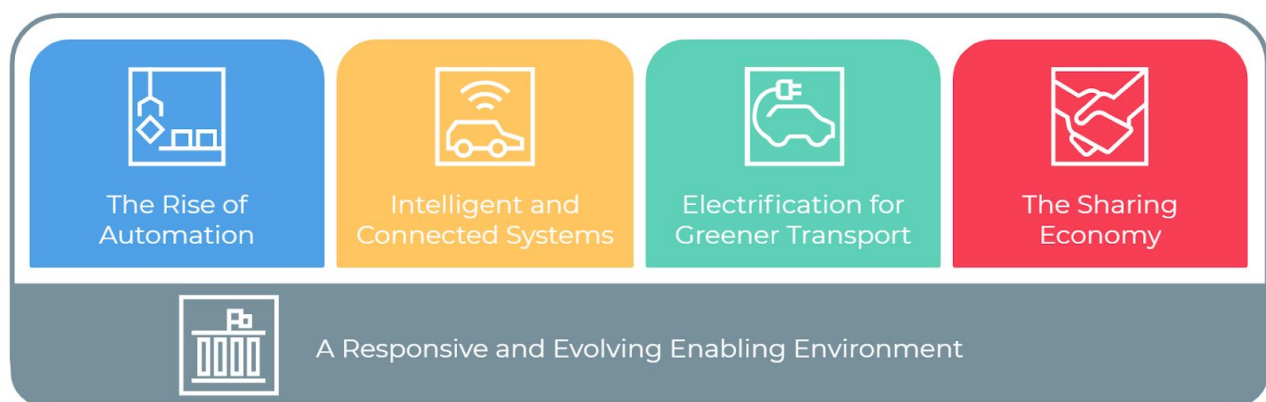 The Rise of
Automation
Intelligent and
Connected Systems
Electrification for
Greener Transport
The Sharing
Economy
A Responsive and Evolving Enabling Environment